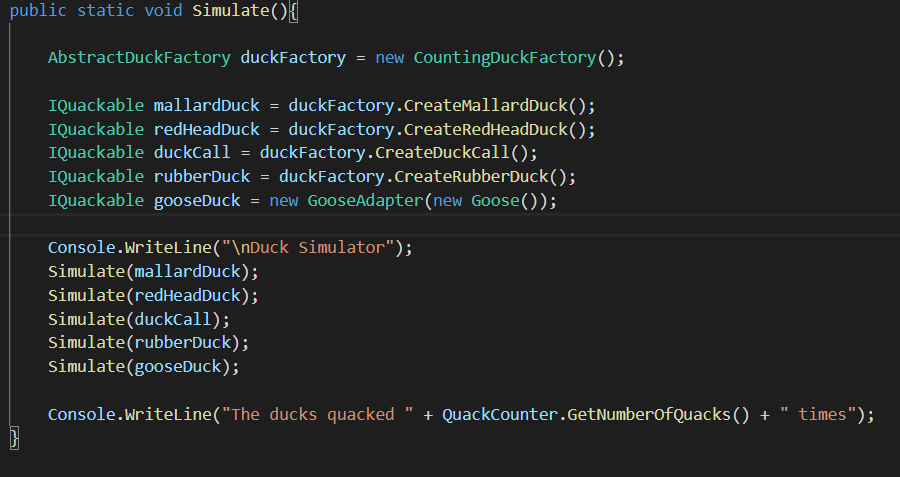 public static void Simulate(){
AbstractDuckFactory duckFactory = new CountingDuckFactory();
IQuackable mallardDuck = duckFactory.CreateMallardDuck();
IQuackable redHeadDuck = duckFactory.CreateRedHeadDuck();
IQuackable duckCall = duckFactory.CreateDuckCall();
IQuackable rubberDuck = duckFactory.CreateRubberDuck();
IQuackable gooseDuck = new GooseAdapter(new Goose());
Console.WriteLine("\nDuck Simulator");
Simulate(mallardDuck);
Simulate(redHeadDuck);
Simulate(duckCall);
Simulate(rubberDuck);
Simulate(gooseDuck);
Console.WriteLine("The ducks quacked " + QuackCounter.GetNumberOfQuacks() + " times");
}